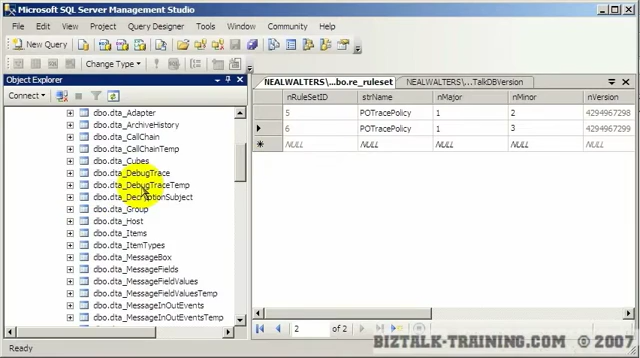 Microsoft SQL Server Management Studio
File Edit View Project Query Designer Tools Window Community Help
New Query
Change Type
Object Explorer
Connect
dbo.dta_Adapter
dbo.dta_ArchiveHistory
dbo.dta_CallChain
dbo.dta_CallChainTemp
dbo.dta_Cubes
dbo.dta_DebugTrace
dbo.dta_DebugTraceTemp
dbo.dta_DecryptionSubject
dbo.dta_Group
dbo.dta_Host
dbo.dta_Items
dbo.dta_ItemTypes
dbo.dta_MessageBox
dbo.dta_MessageFields
dbo.dta_MessageFieldValues
dbo.dta_MessageFieldValuesTemp
dbo.dta_MessageInOutEvents
dbo.dta_MessageInOutEventsTemp
NEALWALTERS\...bo.re_ruleset NEALWALTERS\...TalkDBVersion
nRuleSetID strName nMajor nMinor nVersion
5 POTracePolicy 1 2 4294967298
6 POTracePolicy 1 3 4294967299
NULL NULL NULL NULL NULL
2 of 2
Ready
BIZTALK-TRAINING.COM © 2007